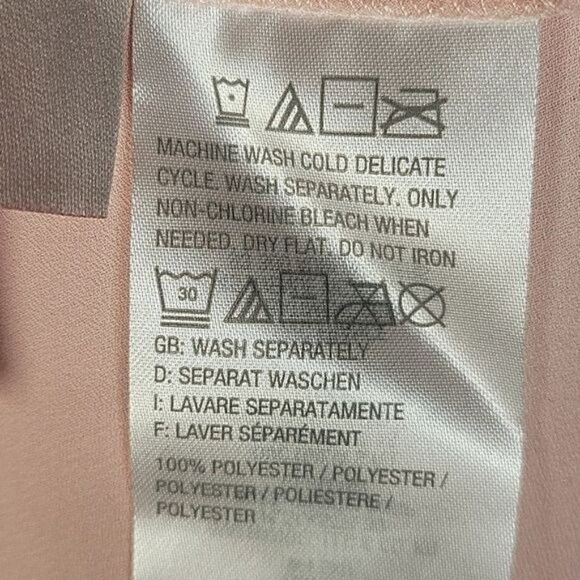 MACHINE WASH COLD DELICATE
CYCLE. WASH SEPARATELY. ONLY
NON-CHLORINE BLEACH WHEN
NEEDED. DRY FLAT. DO NOT IRON
30
GB: WASH SEPARATELY
D: SEPARAT WASCHEN
I: LAVARE SEPARATAMENTE
F: LAVER SÉPARÉMENT
100% POLYESTER / POLYESTER /
POLYESTER / POLIESTERE /
POLYESTER